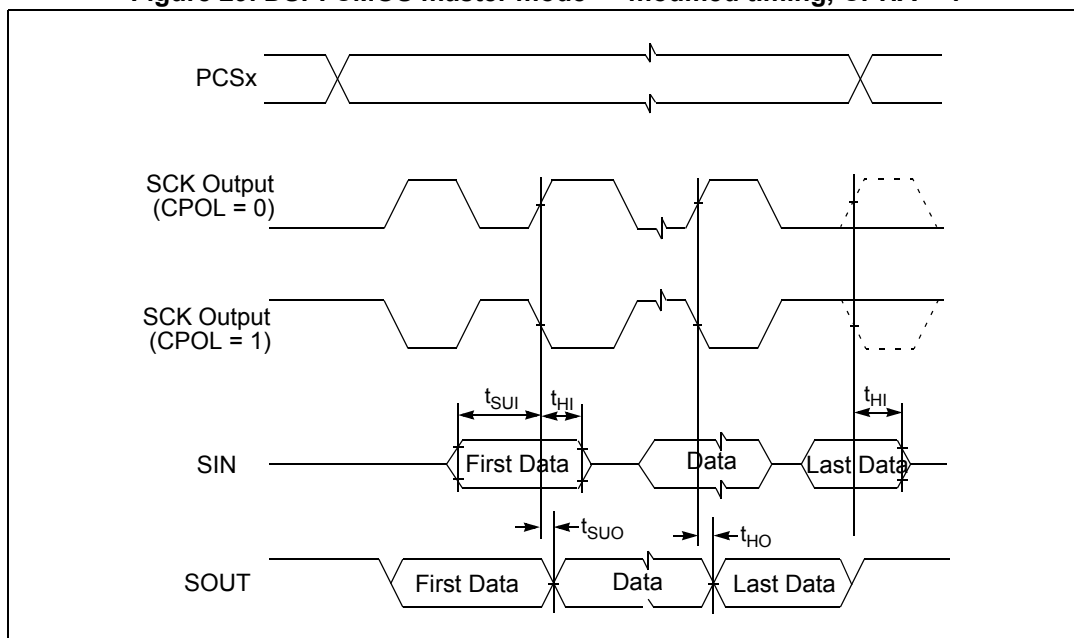 PCSx
SCK Output
(CPOL = 0)
SCK Output
(CPOL = 1)
tSUI
tHI
tHI
SIN
First Data
Data
Last Data
tSUO
tHO
SOUT
First Data
Data
Last Data